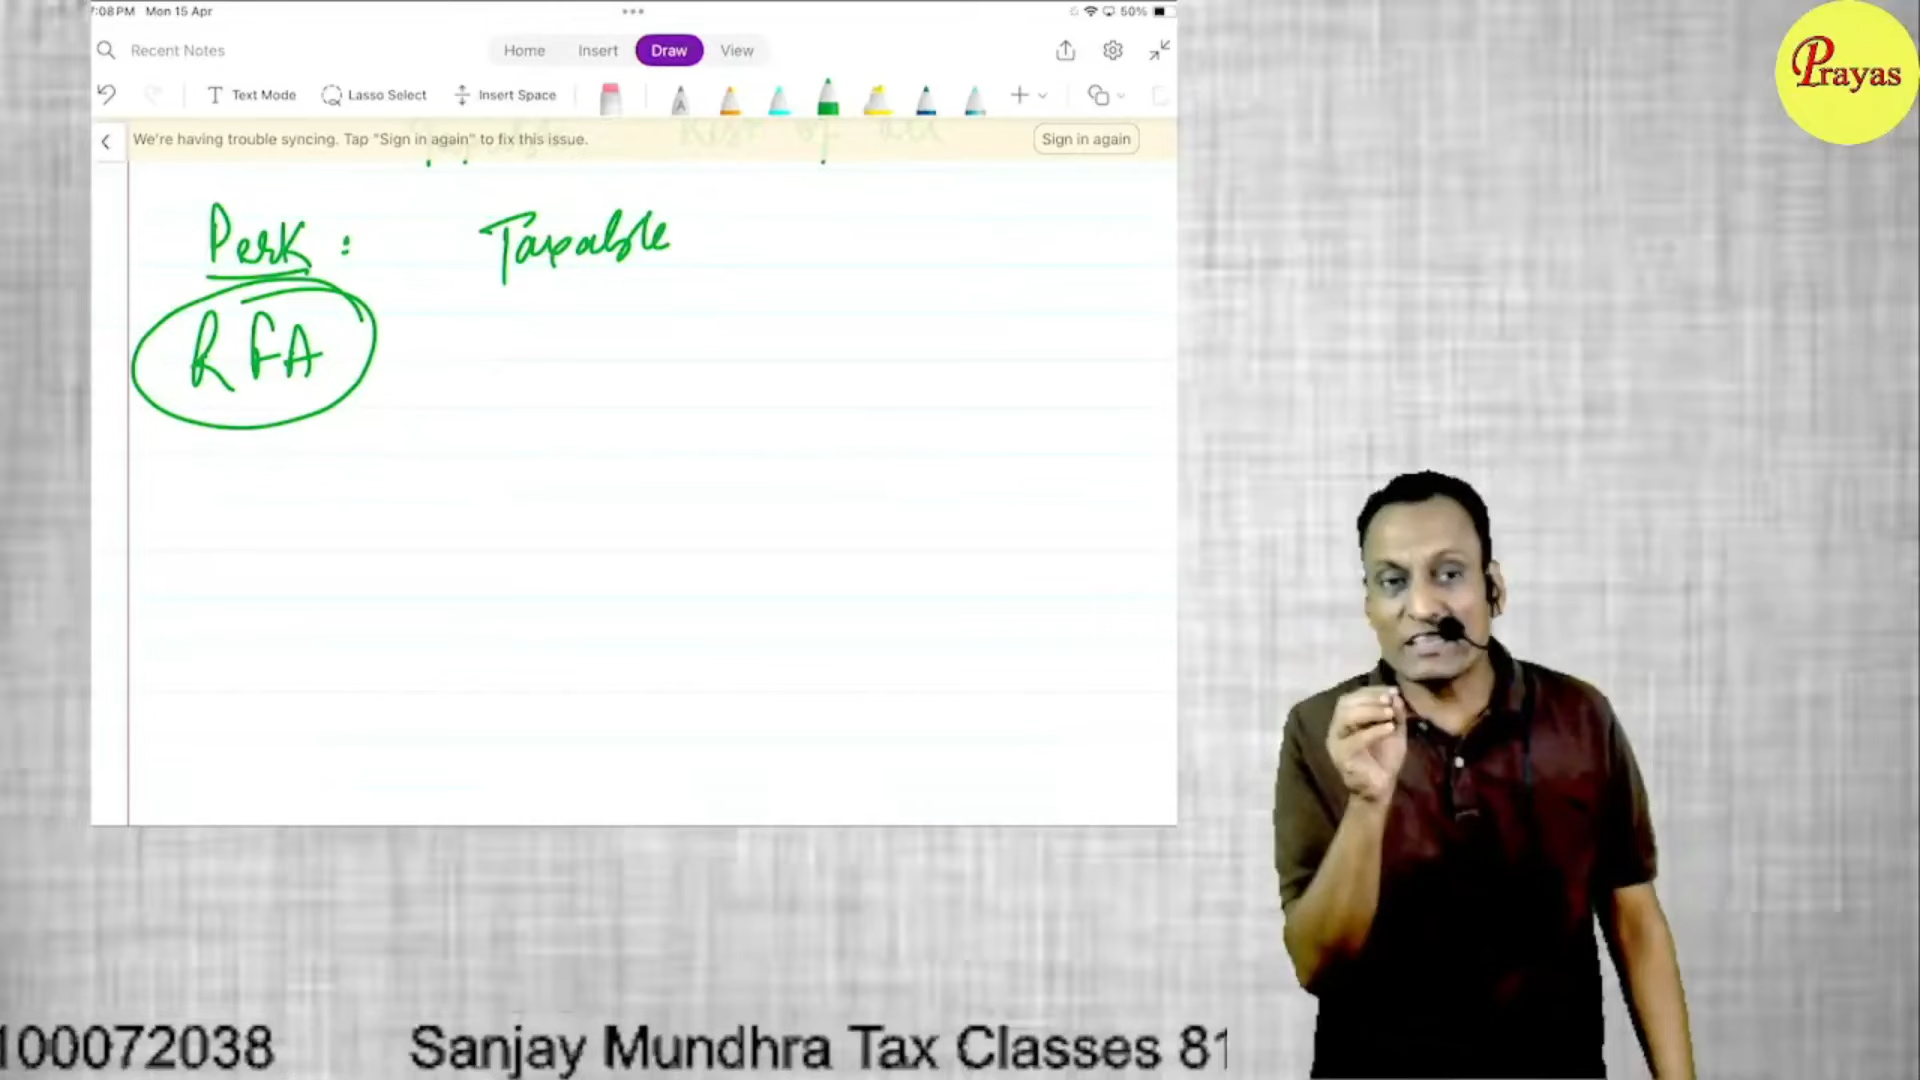 7:08 PM Mon 15 Apr
50%
Recent Notes
Home Insert Draw View
Text Mode Lasso Select Insert Space
We're having trouble syncing. Tap "Sign in again" to fix this issue.
Sign in again
Perk : Taxable
RFA
Prayas
100072038 Sanjay Mundhra Tax Classes 81